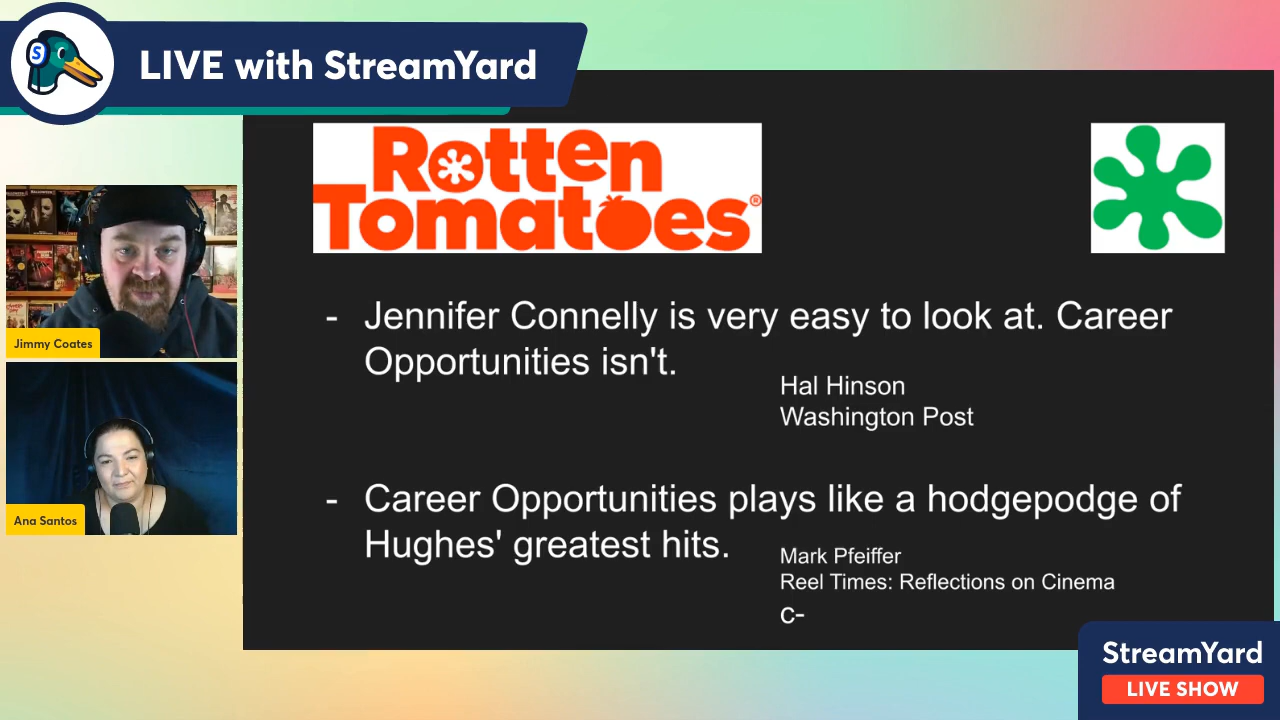 LIVE with StreamYard
Rotten
Tomatoes®
- Jennifer Connelly is very easy to look at. Career
Opportunities isn't.
Hal Hinson
Washington Post
- Career Opportunities plays like a hodgepodge of
Hughes' greatest hits.
Mark Pfeiffer
Reel Times: Reflections on Cinema
C-
Jimmy Coates
Ana Santos
StreamYard
LIVE SHOW